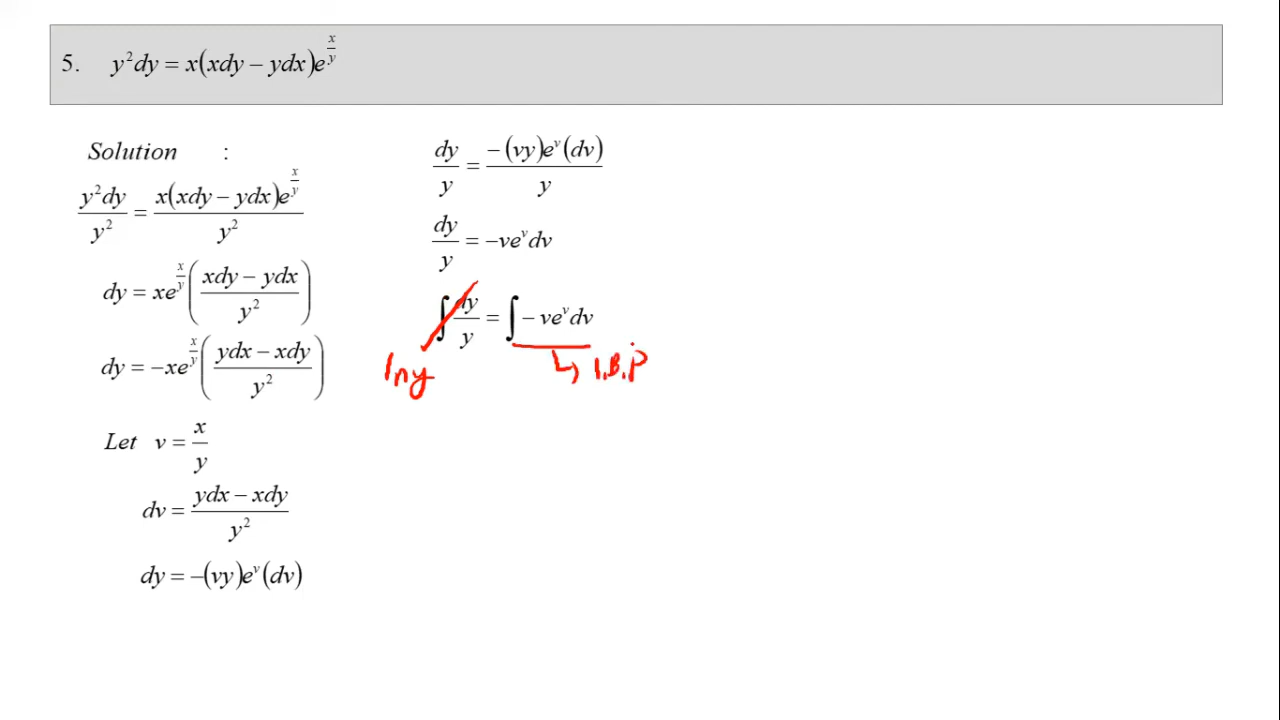 5. y²dy = x(xdy − ydx)e^(x/y)
Solution :
y²dy/y² = x(xdy − ydx)e^(x/y)/y²
dy = xe^(x/y)((xdy − ydx)/y²)
dy = −xe^(x/y)((ydx − xdy)/y²)
Let v = x/y
dv = (ydx − xdy)/y²
dy = −(vy)e^v(dv)
dy/y = −(vy)e^v(dv)/y
dy/y = −ve^v dv
∫dy/y = ∫−ve^v dv
lny
↳ I.B.P